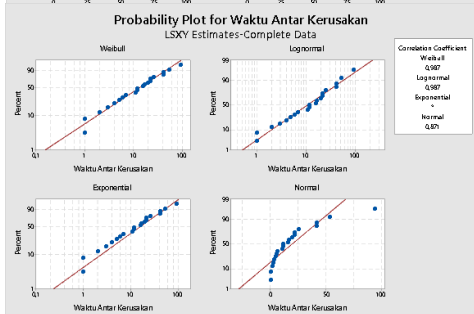 Probability Plot for Waktu Antar Kerusakan
LSXY Estimates-Complete Data
Weibull
Lognormal
Correlation Coefficient
Weibull
0,987
Lognormal
0,987
Exponential
*
Normal
0,871
90
50
10
1
Percent
0,1
1
10
100
Waktu Antar Kerusakan
99
90
50
10
1
Percent
1
10
100
Waktu Antar Kerusakan
Exponential
Normal
90
50
10
1
Percent
0,1
1
10
100
Waktu Antar Kerusakan
99
90
50
10
1
Percent
0
50
100
Waktu Antar Kerusakan